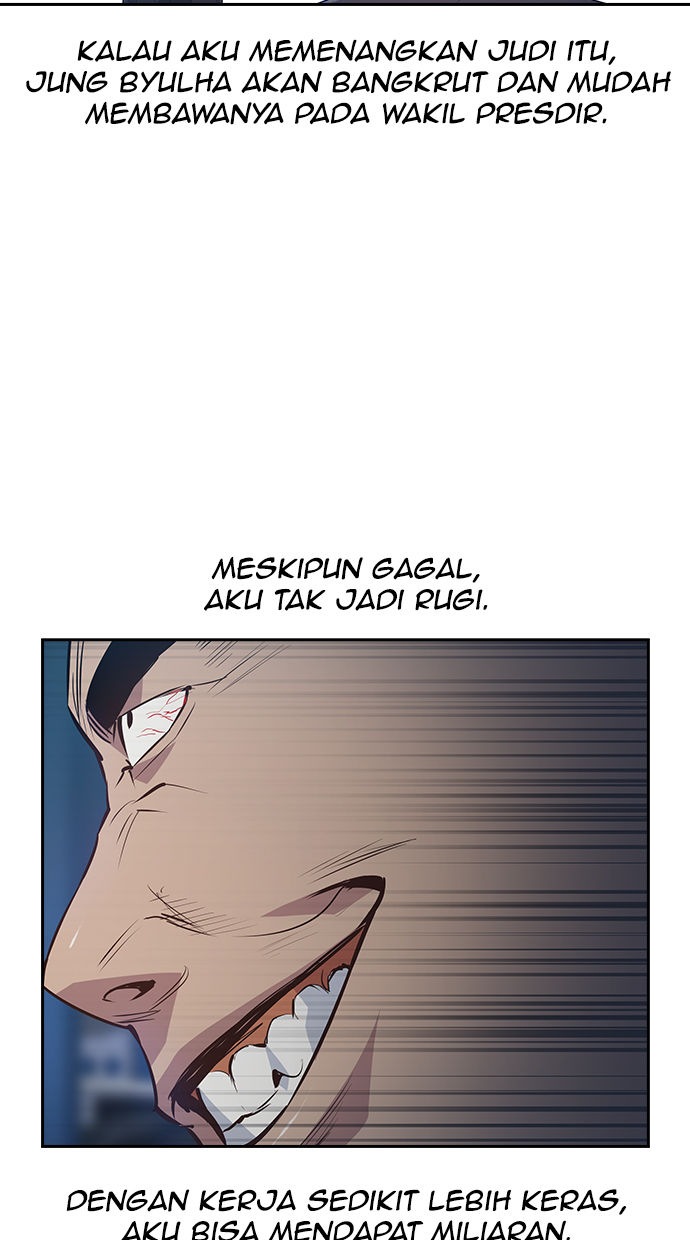 KALAU AKU MEMENANGKAN JUDI ITU,
JUNG BYULHA AKAN BANGKRUT DAN MUDAH
MEMBAWANYA PADA WAKIL PRESDIR.
MESKIPUN GAGAL,
AKU TAK JADI RUGI.
DENGAN KERJA SEDIKIT LEBIH KERAS,
AKU BISA MENDAPAT MILIARAN.